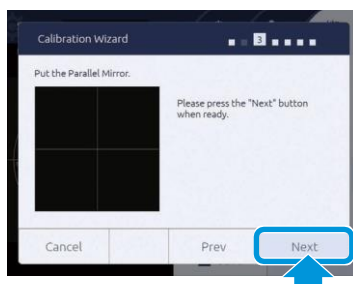 Calibration Wizard
3
Put the Parallel Mirror.
Please press the "Next" button
when ready.
Cancel
Prev
Next